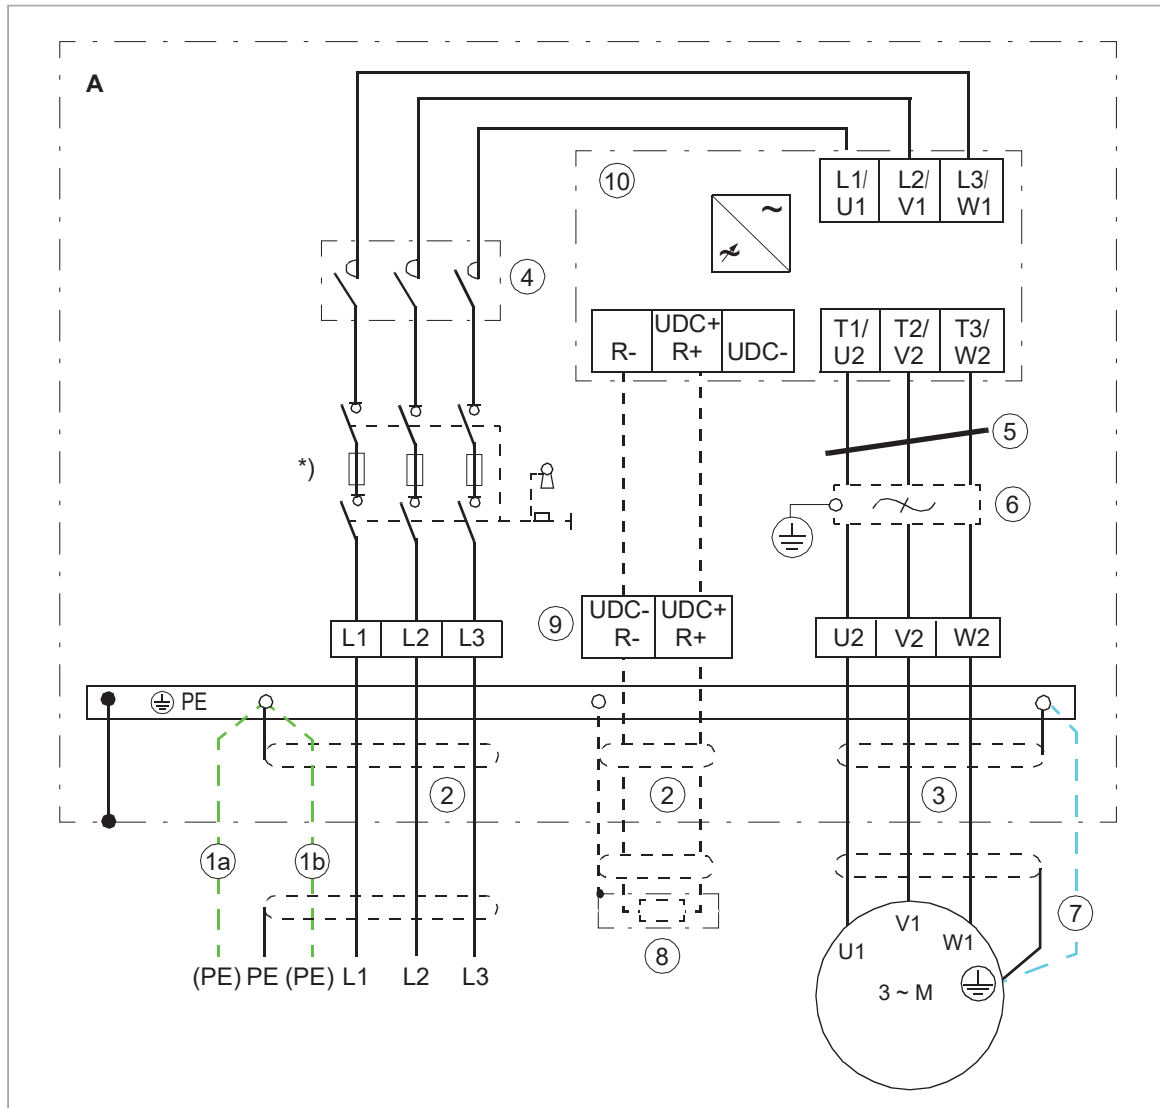 A
10
L1/ L2/ L3/
U1 V1 W1
~
4
UDC+
R- R+ UDC-
T1/ T2/ T3/
U2 V2 W2
5
*)
6
9
UDC- UDC+
R- R+
L1 L2 L3
U2 V2 W2
PE
2
2
3
1a
1b
7
8
(PE) PE (PE) L1 L2 L3
U1 V1 W1
3 ~ M